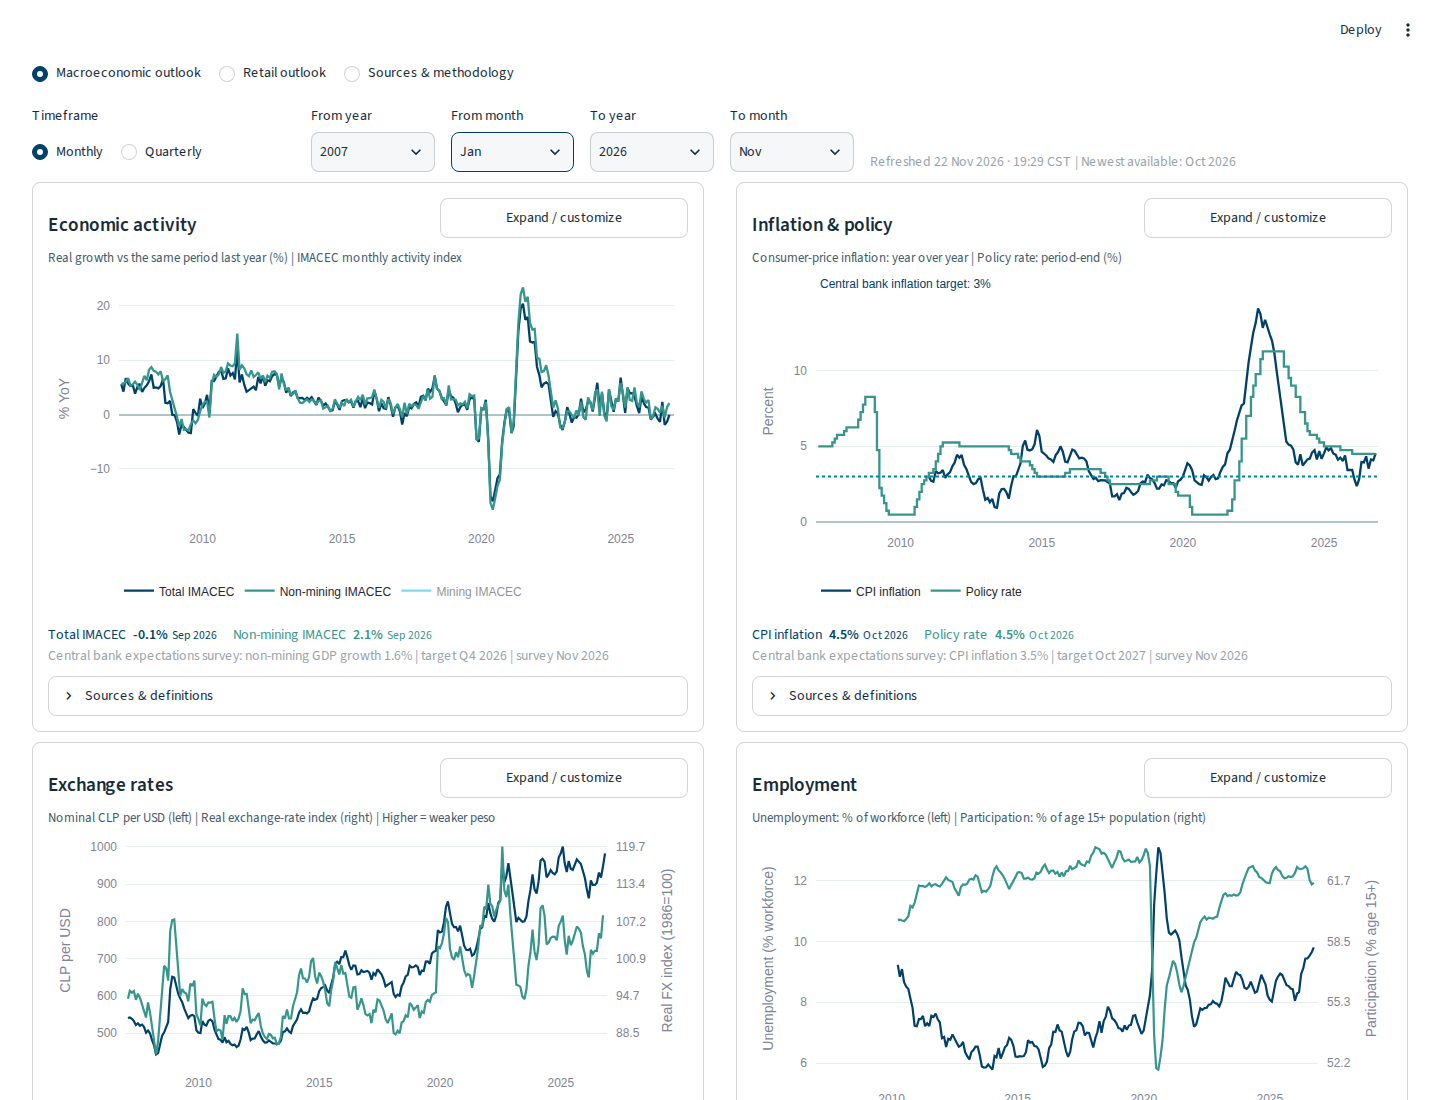 Deploy
Macroeconomic outlook Retail outlook Sources & methodology
Timeframe From year From month To year To month
Monthly Quarterly 2007 Jan 2026 Nov Refreshed 22 Nov 2026 · 19:29 CST | Newest available: Oct 2026
Economic activity Expand / customize
Real growth vs the same period last year (%) | IMACEC monthly activity index
% YoY
20
10
0
−10
2010 2015 2020 2025
Total IMACEC Non-mining IMACEC Mining IMACEC
Total IMACEC -0.1% Sep 2026 Non-mining IMACEC 2.1% Sep 2026
Central bank expectations survey: non-mining GDP growth 1.6% | target Q4 2026 | survey Nov 2026
Sources & definitions
Inflation & policy Expand / customize
Consumer-price inflation: year over year | Policy rate: period-end (%)
Central bank inflation target: 3%
Percent
10
5
0
2010 2015 2020 2025
CPI inflation Policy rate
CPI inflation 4.5% Oct 2026 Policy rate 4.5% Oct 2026
Central bank expectations survey: CPI inflation 3.5% | target Oct 2027 | survey Nov 2026
Sources & definitions
Exchange rates Expand / customize
Nominal CLP per USD (left) | Real exchange-rate index (right) | Higher = weaker peso
CLP per USD
Real FX index (1986=100)
1000 119.7
900 113.4
800 107.2
700 100.9
600 94.7
500 88.5
2010 2015 2020 2025
Employment Expand / customize
Unemployment: % of workforce (left) | Participation: % of age 15+ population (right)
Unemployment (% workforce)
Participation (% age 15+)
12 61.7
10 58.5
8 55.3
6 52.2
2010 2015 2020 2025